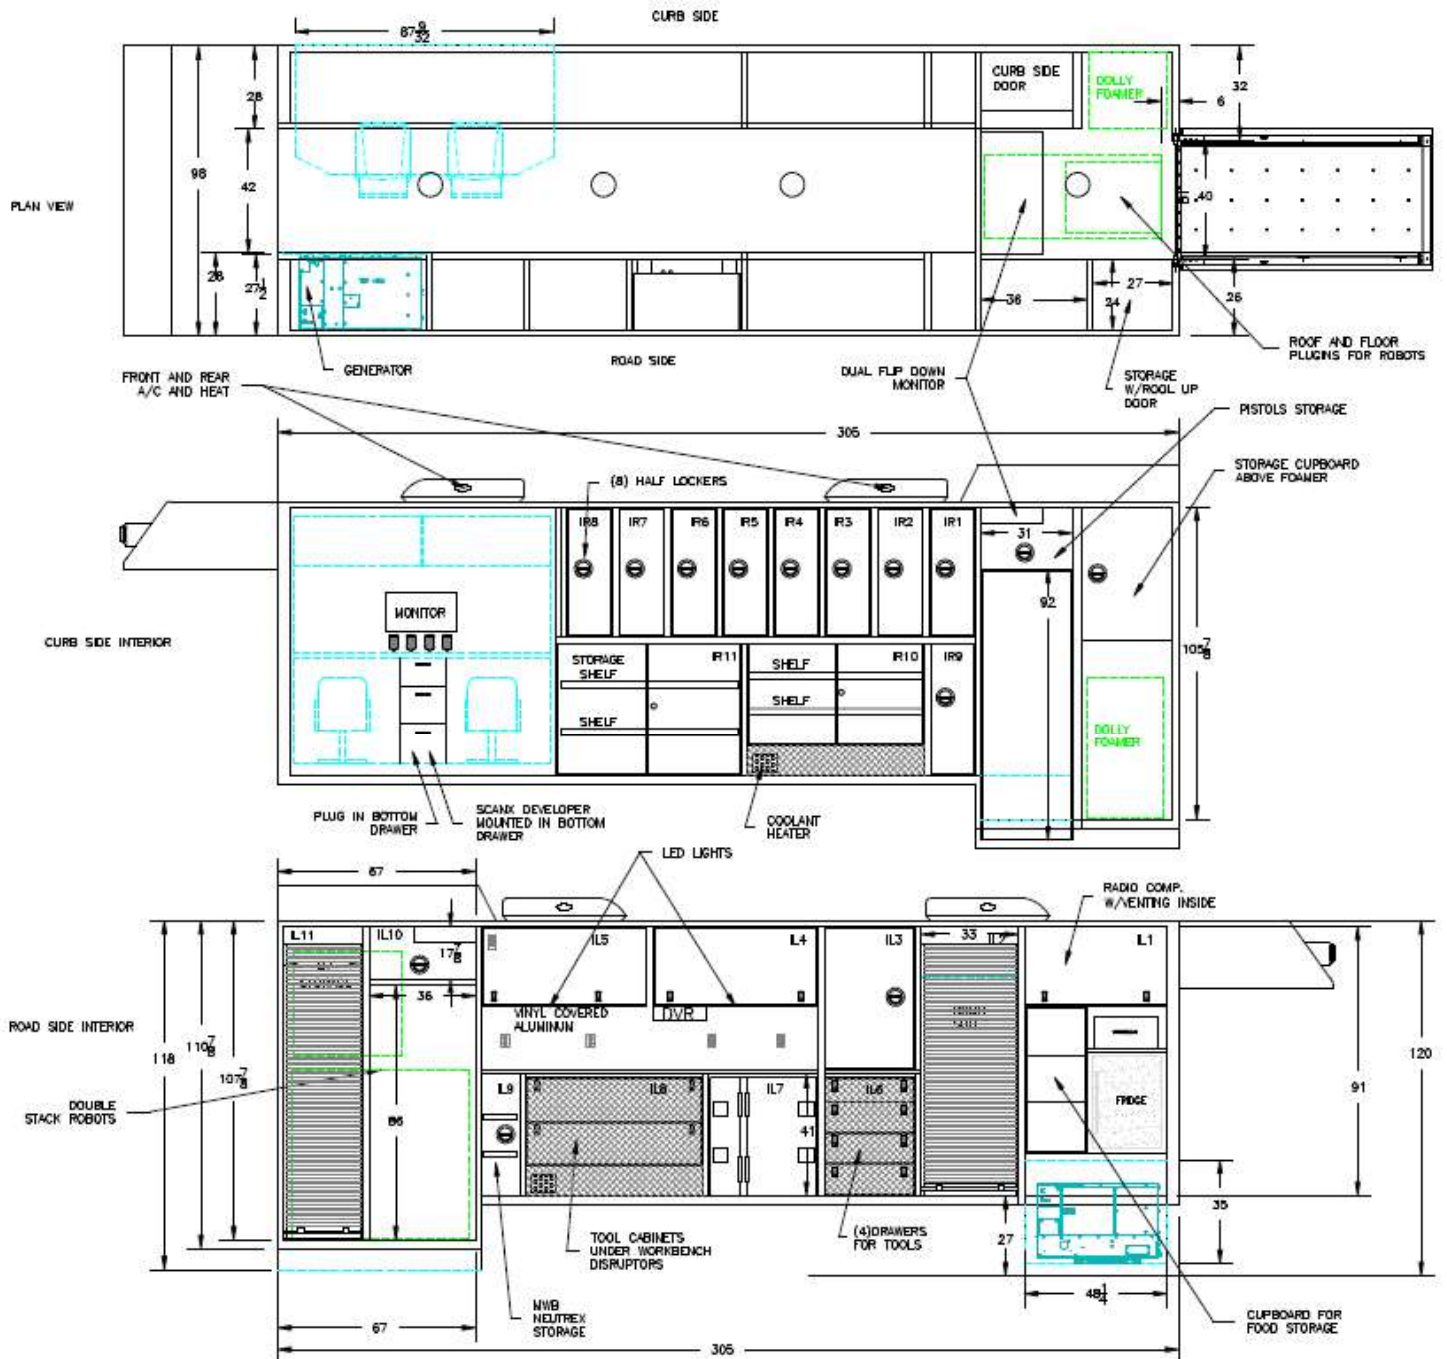 CURB SIDE
87 9/32
CURB SIDE
DOOR
DOLLY
FOAMER
32
6
28
98
42
40
PLAN VIEW
28
27 1/2
36
24
27
26
GENERATOR
ROAD SIDE
DUAL FLIP DOWN
MONITOR
STORAGE
W/ROOL UP
DOOR
ROOF AND FLOOR
PLUGINS FOR ROBOTS
FRONT AND REAR
A/C AND HEAT
PISTOLS STORAGE
305
(8) HALF LOCKERS
STORAGE CUPBOARD
ABOVE FOAMER
IR8
IR7
IR6
IR5
IR4
IR3
IR2
IR1
31
MONITOR
92
CURB SIDE INTERIOR
105 7/8
STORAGE
SHELF
IR11
SHELF
IR10
IR9
SHELF
SHELF
DOLLY
FOAMER
PLUG IN BOTTOM
DRAWER
SCANX DEVELOPER
MOUNTED IN BOTTOM
DRAWER
COOLANT
HEATER
LED LIGHTS
67
RADIO COMP.
W/VENTING INSIDE
IL11
IL10
IL5
IL4
IL3
33
IL2
IL1
17 7/8
36
VINYL COVERED
ALUMINUM
DVR
ROAD SIDE INTERIOR
118
110 7/8
107 7/8
120
91
DOUBLE
STACK ROBOTS
86
IL9
IL8
IL7
41
IL6
FRIDGE
35
27
TOOL CABINETS
UNDER WORKBENCH
DISRUPTORS
(4)DRAWERS
FOR TOOLS
48 1/4
MWB
NEUTREX
STORAGE
CUPBOARD FOR
FOOD STORAGE
67
305